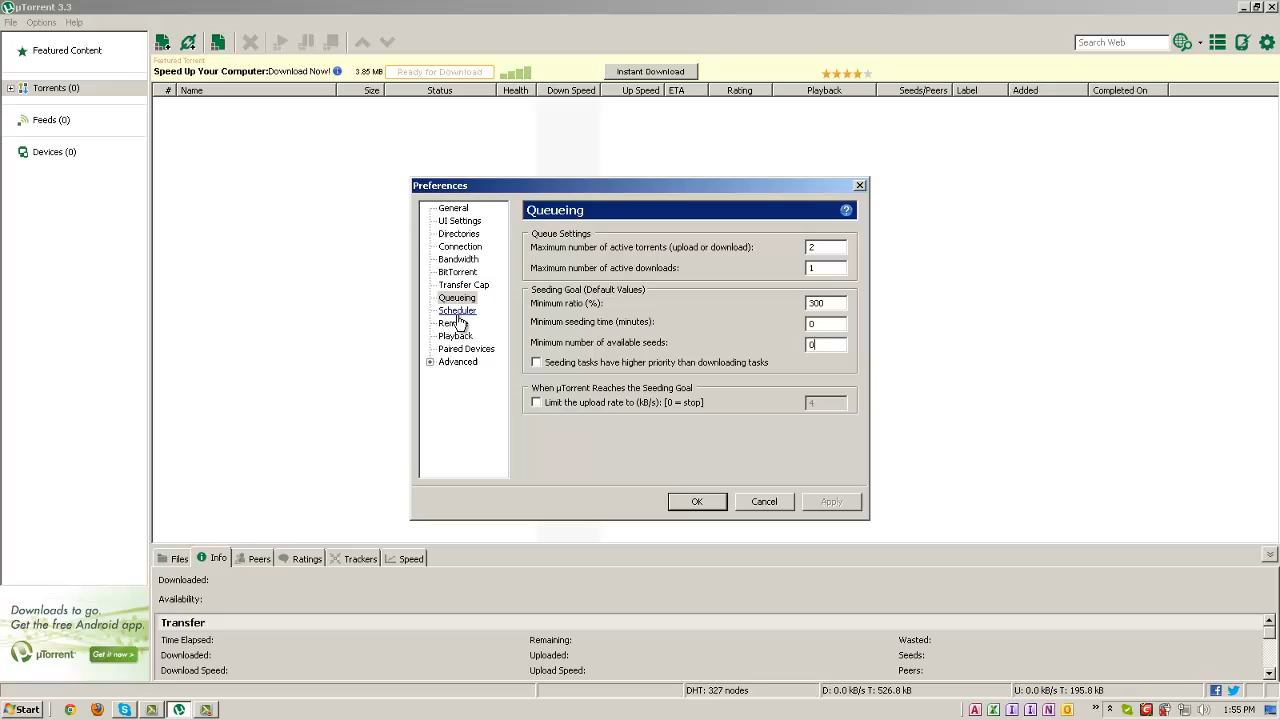 µTorrent 3.3
File Options Help
Featured Content
Torrents (0)
Feeds (0)
Devices (0)
Search Web
Featured Torrent
Speed Up Your Computer:Download Now! 3.85 MB Ready for Download Instant Download
# Name Size Status Health Down Speed Up Speed ETA Rating Playback Seeds/Peers Label Added Completed On
Preferences
General
UI Settings
Directories
Connection
Bandwidth
BitTorrent
Transfer Cap
Queueing
Scheduler
Playback
Paired Devices
Advanced
Queueing
Queue Settings
Maximum number of active torrents (upload or download): 2
Maximum number of active downloads: 1
Seeding Goal (Default Values)
Minimum ratio (%): 300
Minimum seeding time (minutes): 0
Minimum number of available seeds: 0
Seeding tasks have higher priority than downloading tasks
When µTorrent Reaches the Seeding Goal
Limit the upload rate to (kB/s): [0 = stop] 4
OK Cancel Apply
Files Info Peers Ratings Trackers Speed
Downloaded:
Availability:
Transfer
Time Elapsed: Remaining: Wasted:
Downloaded: Uploaded: Seeds:
Download Speed: Upload Speed: Peers:
Downloads to go.
Get the free Android app.
µTorrent Get it now >
DHT: 327 nodes D: 0.0 kB/s T: 526.8 kB U: 0.0 kB/s T: 195.8 kB
Start 1:55 PM